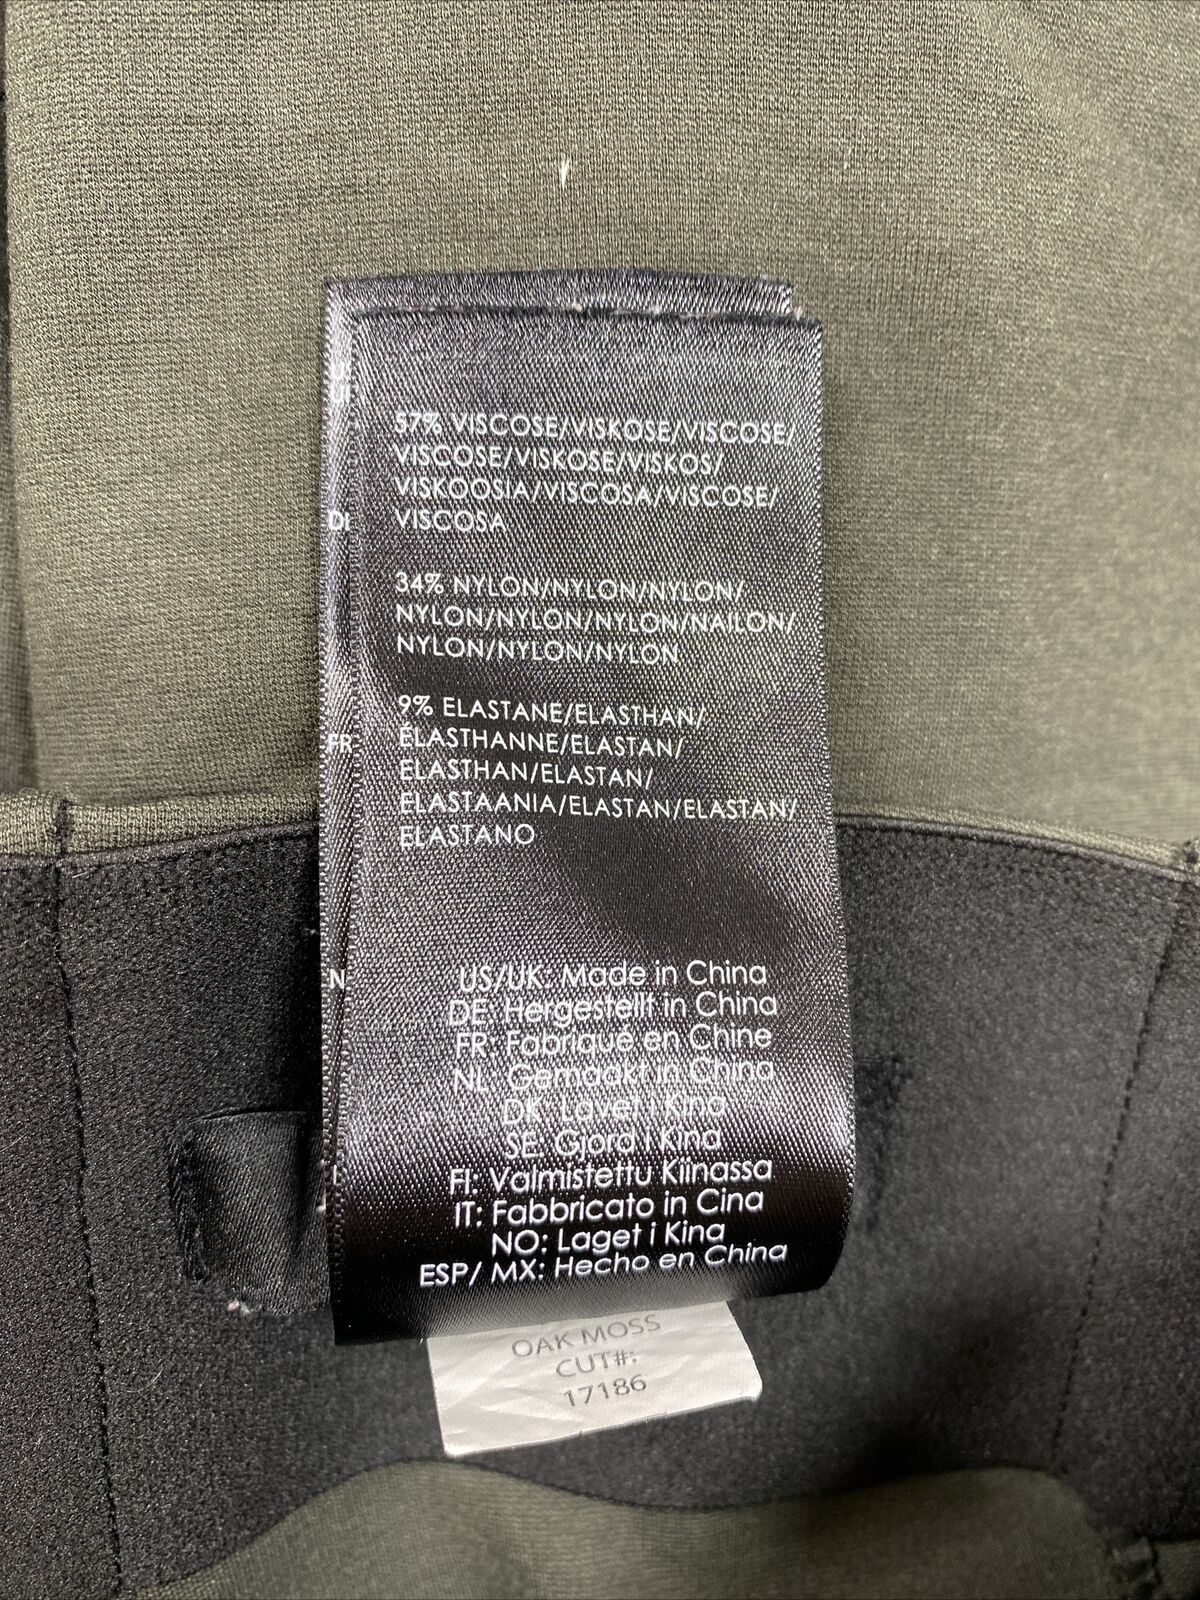 57% VISCOSE/VISKOSE/VISCOSE/
VISCOSE/VISKOSE/VISKOS/
VISKOOSIA/VISCOSA/VISCOSE/
VISCOSA
34% NYLON/NYLON/NYLON/
NYLON/NYLON/NYLON/NAILON/
NYLON/NYLON/NYLON
9% ELASTANE/ELASTHAN/
ÉLASTHANNE/ELASTAN/
ELASTHAN/ELASTAN/
ELASTAANIA/ELASTAN/ELASTAN/
ELASTANO
US/UK: Made in China
DE: Hergestellt in China
FR: Fabriqué en Chine
NL: Gemaakt in China
DK: Lavet i Kina
SE: Gjord i Kina
FI: Valmistettu Kiinassa
IT: Fabbricato in Cina
NO: Laget i Kina
ESP/ MX: Hecho en China
OAK MOSS
CUT#:
17186
DI
FR
N